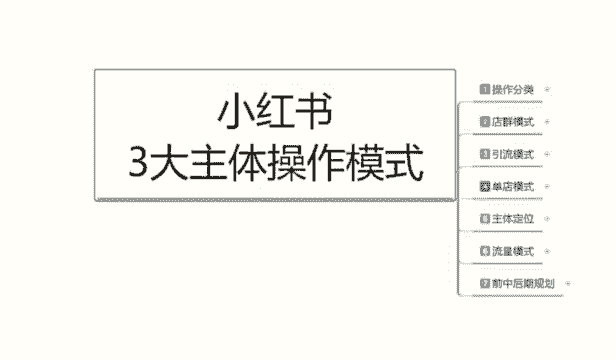 小红书
3大主体操作模式
1 操作分类
2 店群模式
3 引流模式
4 单店模式
5 主体定位
6 流量模式
7 前中后期规划